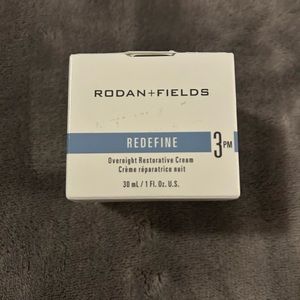 RODAN+FIELDS
REDEFINE
3PM
Overnight Restorative Cream
Crème réparatrice nuit
30 mL / 1 Fl. Oz. U.S.